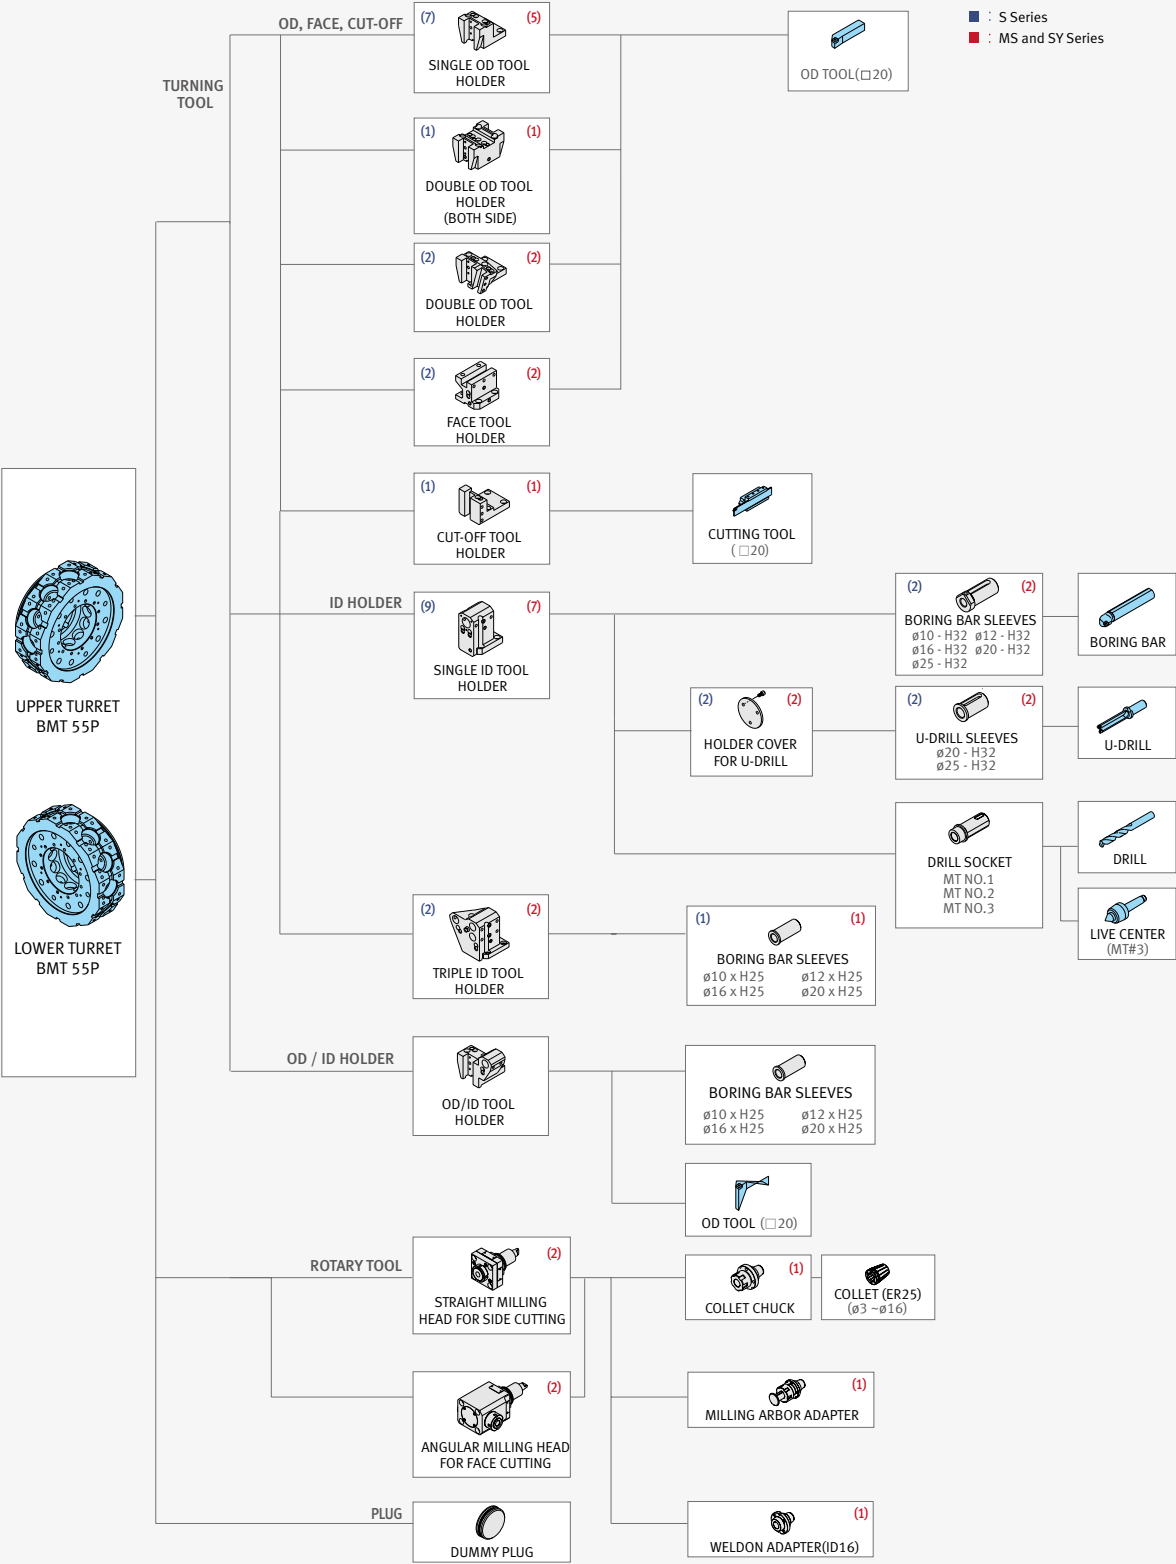 : S Series
: MS and SY Series
OD, FACE, CUT-OFF
TURNING
TOOL
(7) (5)
SINGLE OD TOOL
HOLDER
OD TOOL(□20)
(1) (1)
DOUBLE OD TOOL
HOLDER
(BOTH SIDE)
(2) (2)
DOUBLE OD TOOL
HOLDER
(2) (2)
FACE TOOL
HOLDER
(1) (1)
CUT-OFF TOOL
HOLDER
CUTTING TOOL
(□20)
UPPER TURRET
BMT 55P
LOWER TURRET
BMT 55P
ID HOLDER
(9) (7)
SINGLE ID TOOL
HOLDER
(2) (2)
BORING BAR SLEEVES
ø10 - H32 ø12 - H32
ø16 - H32 ø20 - H32
ø25 - H32
BORING BAR
(2) (2)
HOLDER COVER
FOR U-DRILL
(2) (2)
U-DRILL SLEEVES
ø20 - H32
ø25 - H32
U-DRILL
DRILL SOCKET
MT NO.1
MT NO.2
MT NO.3
DRILL
LIVE CENTER
(MT#3)
(2) (2)
TRIPLE ID TOOL
HOLDER
(1) (1)
BORING BAR SLEEVES
ø10 x H25 ø12 x H25
ø16 x H25 ø20 x H25
OD / ID HOLDER
OD/ID TOOL
HOLDER
BORING BAR SLEEVES
ø10 x H25 ø12 x H25
ø16 x H25 ø20 x H25
OD TOOL (□20)
ROTARY TOOL
(2)
STRAIGHT MILLING
HEAD FOR SIDE CUTTING
(1)
COLLET CHUCK
COLLET (ER25)
(ø3 ~ø16)
(2)
ANGULAR MILLING HEAD
FOR FACE CUTTING
(1)
MILLING ARBOR ADAPTER
PLUG
DUMMY PLUG
(1)
WELDON ADAPTER(ID16)